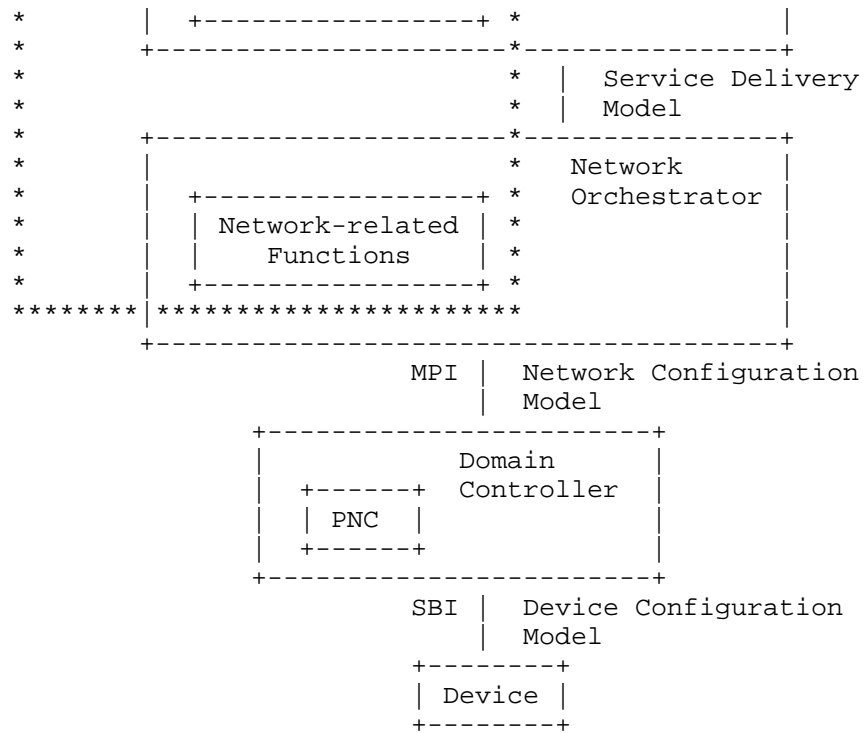 Service Delivery
Model
Network
Orchestrator
Network-related
Functions
MPI | Network Configuration
Model
Domain
Controller
PNC
SBI | Device Configuration
Model
Device